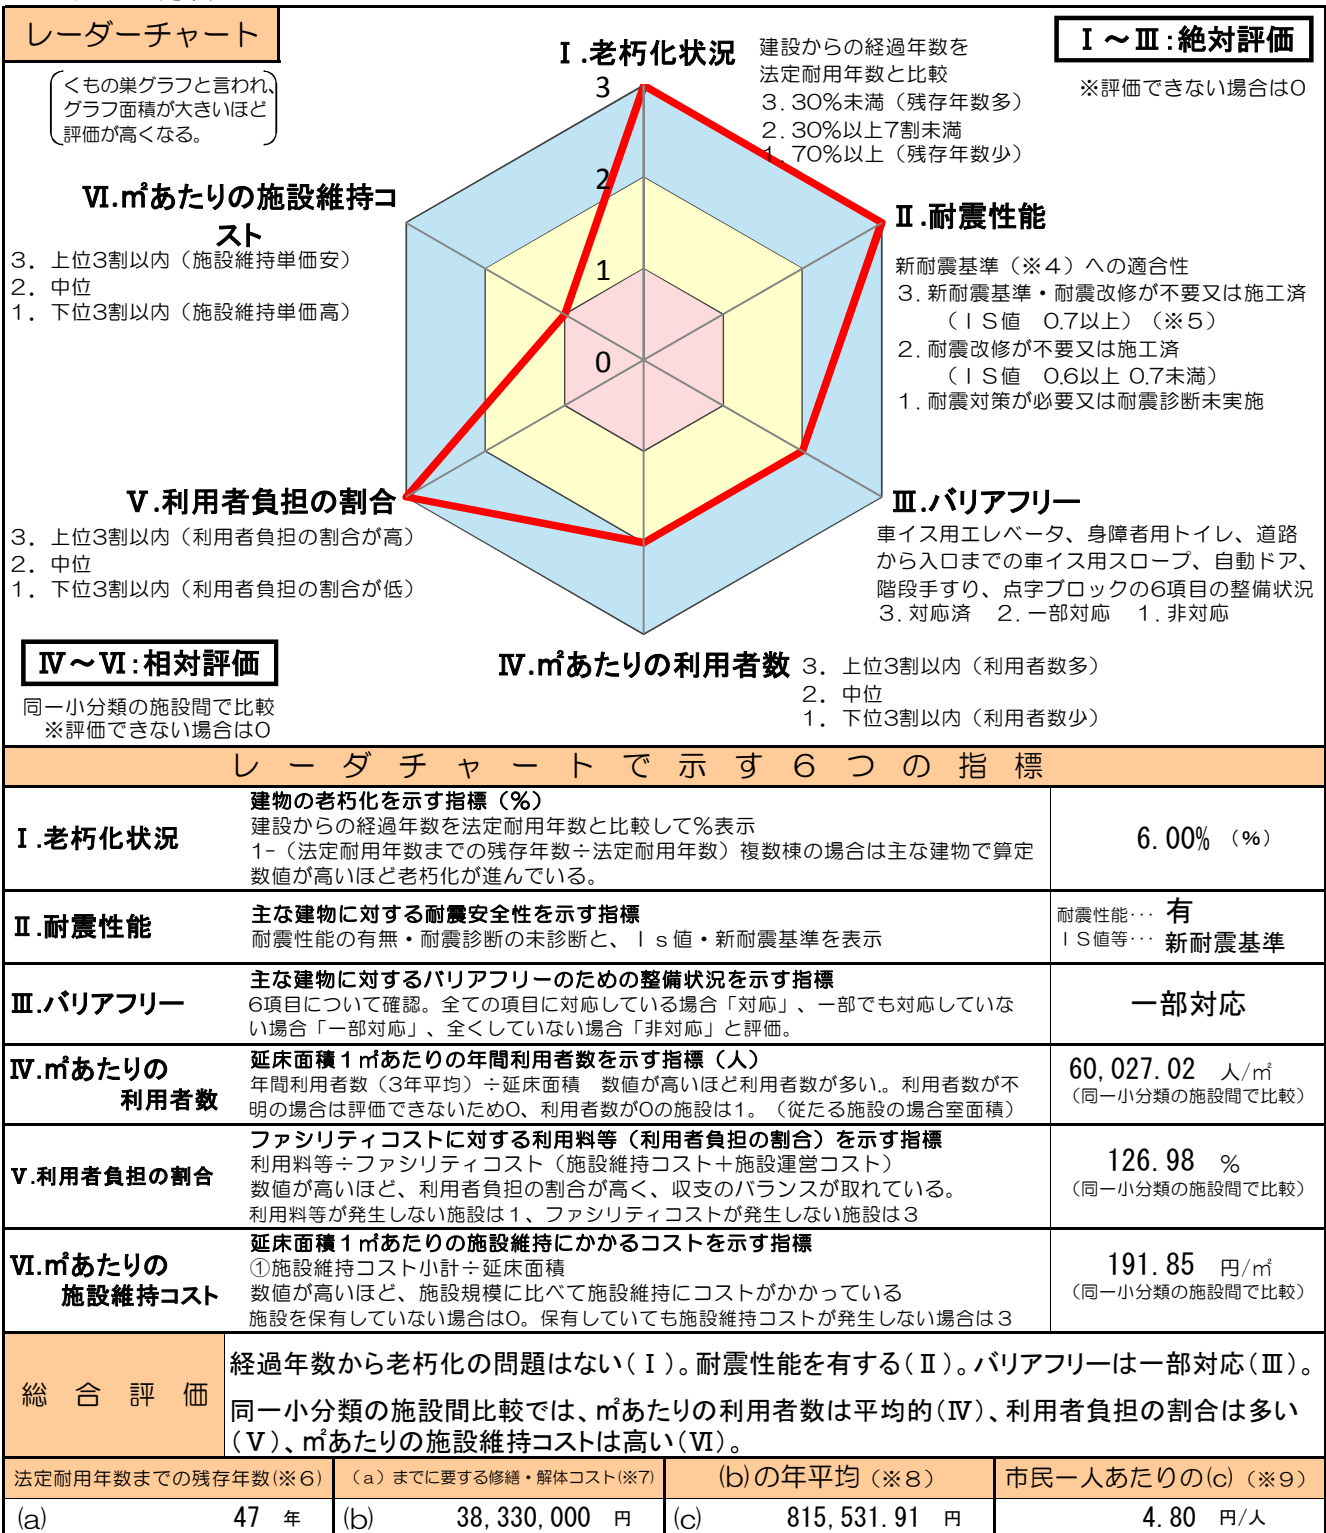 レーダーチャート
くもの巣グラフと言われ、
グラフ面積が大きいほど
評価が高くなる。
Ⅰ～Ⅲ:絶対評価
※評価できない場合は0
Ⅰ.老朽化状況
建設からの経過年数を
法定耐用年数と比較
3. 30%未満（残存年数多）
2. 30%以上7割未満
1. 70%以上（残存年数少）
3
2
1
0
Ⅱ.耐震性能
新耐震基準（※4）への適合性
3. 新耐震基準・耐震改修が不要又は施工済
（ＩＳ値　0.7以上）（※5）
2. 耐震改修が不要又は施工済
（ＩＳ値　0.6以上 0.7未満）
1. 耐震対策が必要又は耐震診断未実施
Ⅵ.㎡あたりの施設維持コ
スト
3. 上位3割以内（施設維持単価安）
2. 中位
1. 下位3割以内（施設維持単価高）
Ⅴ.利用者負担の割合
3. 上位3割以内（利用者負担の割合が高）
2. 中位
1. 下位3割以内（利用者負担の割合が低）
Ⅲ.バリアフリー
車イス用エレベータ、身障者用トイレ、道路
から入口までの車イス用スロープ、自動ドア、
階段手すり、点字ブロックの6項目の整備状況
3. 対応済　2. 一部対応　1. 非対応
Ⅳ～Ⅵ:相対評価
同一小分類の施設間で比較
※評価できない場合は0
Ⅳ.㎡あたりの利用者数
3. 上位3割以内（利用者数多）
2. 中位
1. 下位3割以内（利用者数少）
レーダチャートで示す6つの指標
Ⅰ.老朽化状況
建物の老朽化を示す指標（%）
建設からの経過年数を法定耐用年数と比較して%表示
1-（法定耐用年数までの残存年数÷法定耐用年数）複数棟の場合は主な建物で算定
数値が高いほど老朽化が進んでいる。
6.00%（%）
Ⅱ.耐震性能
主な建物に対する耐震安全性を示す指標
耐震性能の有無・耐震診断の未診断と、Ｉｓ値・新耐震基準を表示
耐震性能… 有
ＩＳ値等… 新耐震基準
Ⅲ.バリアフリー
主な建物に対するバリアフリーのための整備状況を示す指標
6項目について確認。全ての項目に対応している場合「対応」、一部でも対応していな
い場合「一部対応」、全くしていない場合「非対応」と評価。
一部対応
Ⅳ.㎡あたりの
利用者数
延床面積１㎡あたりの年間利用者数を示す指標（人）
年間利用者数（3年平均）÷延床面積　数値が高いほど利用者数が多い。利用者数が不
明の場合は評価できないため0、利用者数が0の施設は1。（従たる施設の場合室面積）
60,027.02 人/㎡
（同一小分類の施設間で比較）
Ⅴ.利用者負担の割合
ファシリティコストに対する利用料等（利用者負担の割合）を示す指標
利用料等÷ファシリティコスト（施設維持コスト＋施設運営コスト）
数値が高いほど、利用者負担の割合が高く、収支のバランスが取れている。
利用料等が発生しない施設は１、ファシリティコストが発生しない施設は３
126.98 %
（同一小分類の施設間で比較）
Ⅵ.㎡あたりの
施設維持コスト
延床面積１㎡あたりの施設維持にかかるコストを示す指標
①施設維持コスト小計÷延床面積
数値が高いほど、施設規模に比べて施設維持にコストがかかっている
施設を保有していない場合は0。保有していても施設維持コストが発生しない場合は３
191.85 円/㎡
（同一小分類の施設間で比較）
総合評価
経過年数から老朽化の問題はない(Ⅰ)。耐震性能を有する(Ⅱ)。バリアフリーは一部対応(Ⅲ)。
同一小分類の施設間比較では、㎡あたりの利用者数は平均的(Ⅳ)、利用者負担の割合は多い
(Ⅴ)、㎡あたりの施設維持コストは高い(Ⅵ)。
法定耐用年数までの残存年数(※6)
（a）までに要する修繕・解体コスト(※7)
(b)の年平均（※8）
市民一人あたりの(c)（※9）
(a) 47 年
(b) 38,330,000 円
(c) 815,531.91 円
4.80 円/人